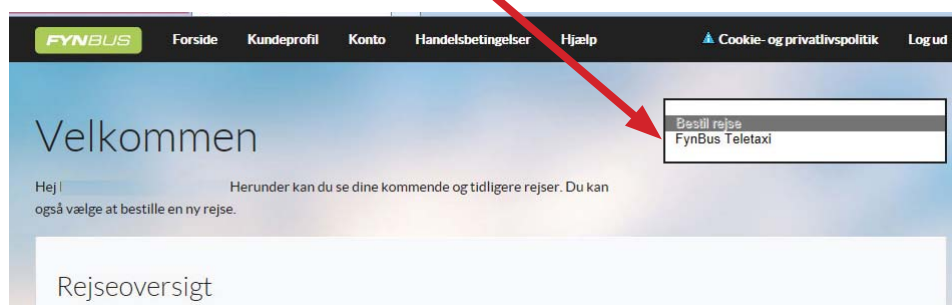 FYNBUS Forside Kundeprofil Konto Handelsbetingelser Hjælp Cookie- og privatlivspolitik Log ud
Bestil rejse
FynBus Teletaxi
Velkommen
Hej Herunder kan du se dine kommende og tidligere rejser. Du kan
også vælge at bestille en ny rejse.
Rejseoversigt